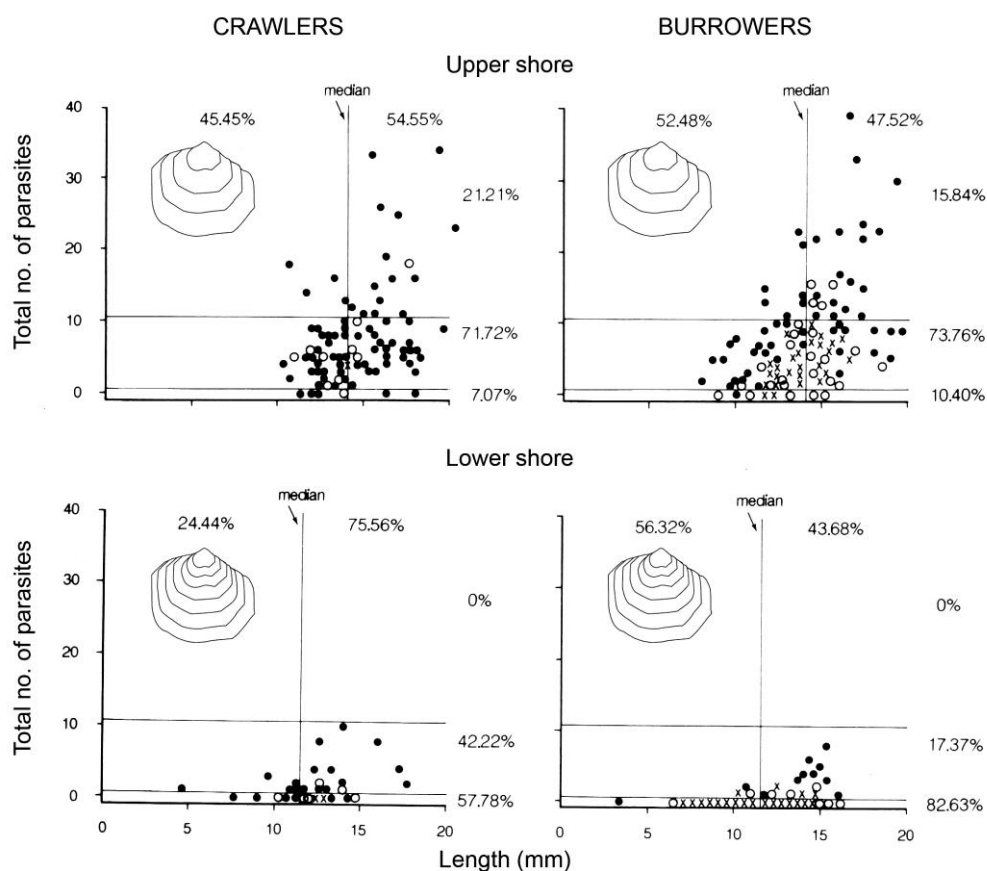 CRAWLERS BURROWERS
Upper shore
median median
40 45.45% 54.55% 52.48% 47.52%
30
21.21% 15.84%
20
10
71.72% 73.76%
0 7.07% 10.40%
Total no. of parasites
Lower shore
median median
40 24.44% 75.56% 56.32% 43.68%
30
0% 0%
20
10
42.22% 17.37%
0 57.78% 82.63%
0 5 10 15 20 0 5 10 15 20
Total no. of parasites
Length (mm)